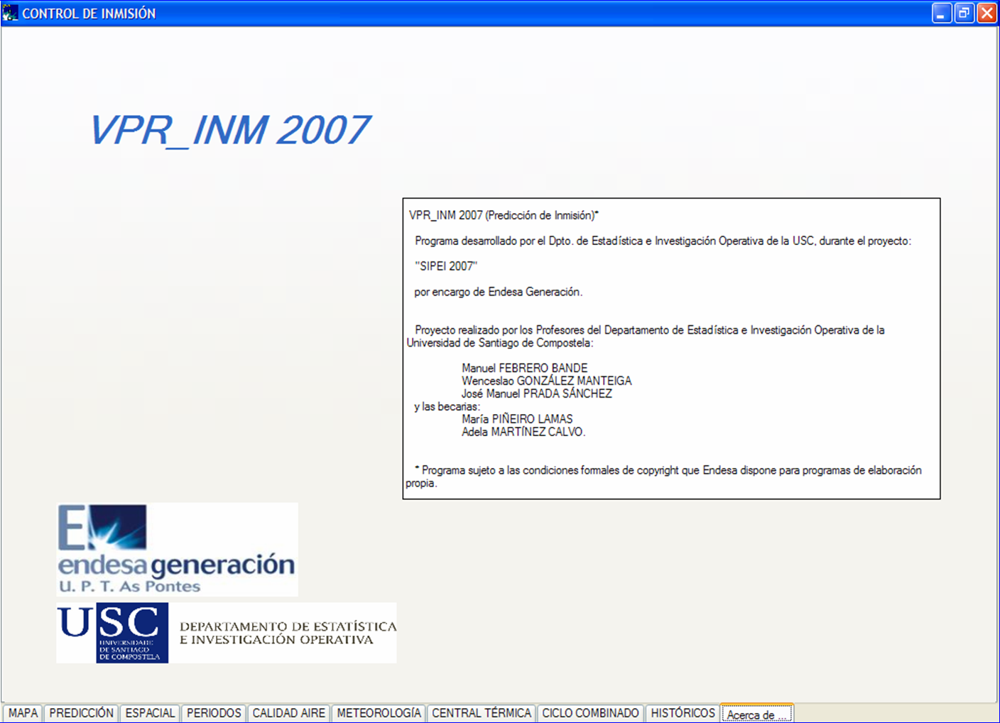 CONTROL DE INMISIÓN
VPR_INM 2007
VPR_INM 2007 (Predicción de Inmisión)*
Programa desarrollado por el Dpto. de Estadística e Investigación Operativa de la USC, durante el proyecto:
"SIPEI 2007"
por encargo de Endesa Generación.
Proyecto realizado por los Profesores del Departamento de Estadística e Investigación Operativa de la
Universidad de Santiago de Compostela:
Manuel FEBRERO BANDE
Wenceslao GONZÁLEZ MANTEIGA
José Manuel PRADA SÁNCHEZ
y las becarias:
María PIÑEIRO LAMAS
Adela MARTÍNEZ CALVO.
* Programa sujeto a las condiciones formales de copyright que Endesa dispone para programas de elaboración
propia.
E
endesa generación
U. P. T. As Pontes
USC
UNIVERSIDADE
DE SANTIAGO
DE COMPOSTELA
DEPARTAMENTO DE ESTATÍSTICA
E INVESTIGACIÓN OPERATIVA
MAPA PREDICCIÓN ESPACIAL PERIODOS CALIDAD AIRE METEOROLOGÍA CENTRAL TÉRMICA CICLO COMBINADO HISTÓRICOS Acerca de ...